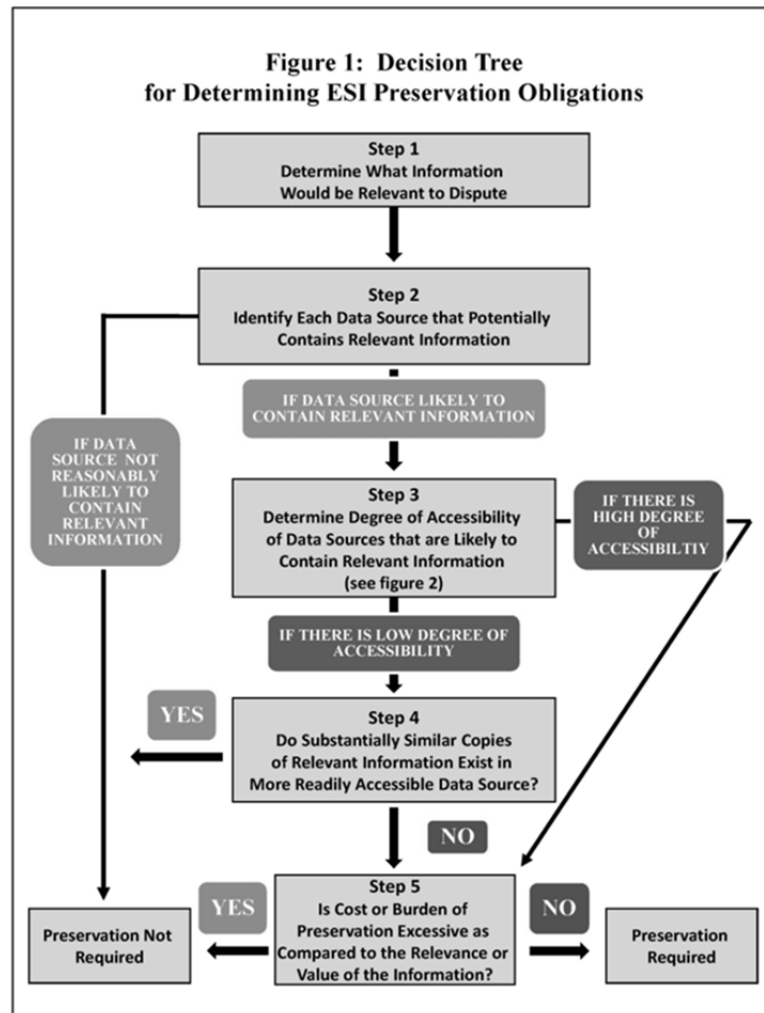 Figure 1:  Decision Tree
for Determining ESI Preservation Obligations
Step 1
Determine What Information
Would be Relevant to Dispute
Step 2
Identify Each Data Source that Potentially
Contains Relevant Information
IF DATA SOURCE LIKELY TO
CONTAIN RELEVANT INFORMATION
IF DATA
SOURCE NOT
REASONABLY
LIKELY TO
CONTAIN
RELEVANT
INFORMATION
Step 3
Determine Degree of Accessibility
of Data Sources that are Likely to
Contain Relevant Information
(see figure 2)
IF THERE IS
HIGH DEGREE
OF
ACCESSIBILTIY
IF THERE IS LOW DEGREE OF
ACCESSIBILITY
YES
Step 4
Do Substantially Similar Copies
of Relevant Information Exist in
More Readily Accessible Data Source?
NO
YES
Step 5
Is Cost or Burden of
Preservation Excessive as
Compared to the Relevance or
Value of the Information?
NO
Preservation Not
Required
Preservation
Required